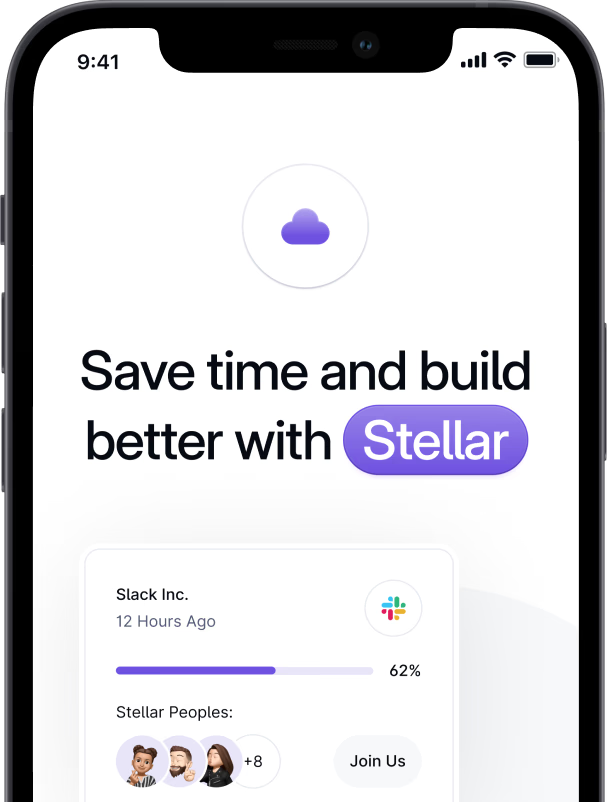 9:41
Save time and build
better with Stellar
Slack Inc.
12 Hours Ago
62%
Stellar Peoples:
+8
Join Us